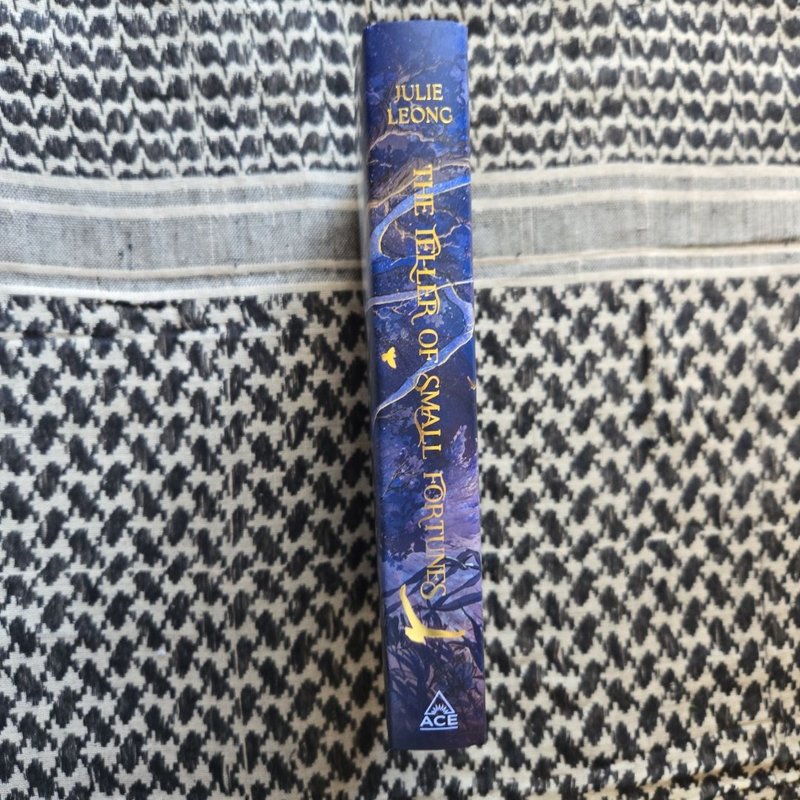 JULIE
LEONG
THE TELLER OF SMALL FORTUNES
ACE